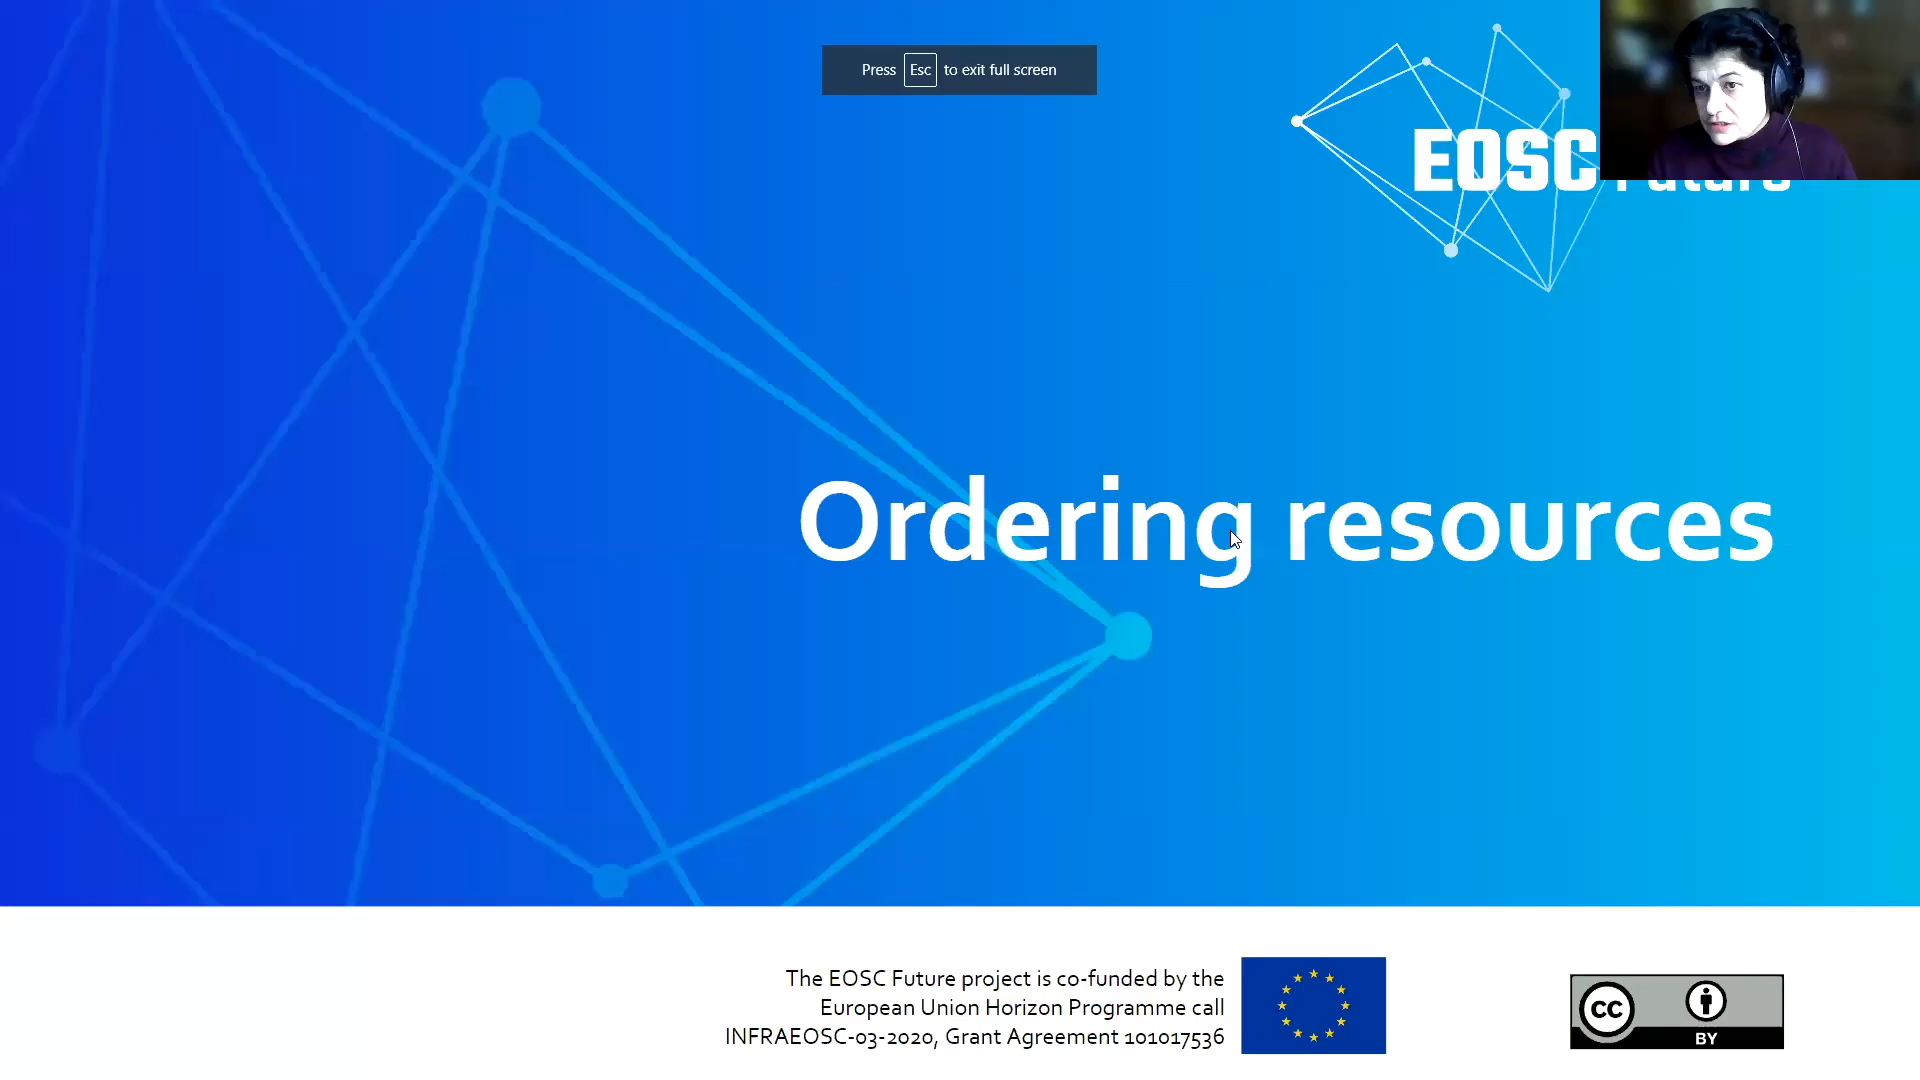 Press Esc to exit full screen
EOSC
Ordering resources
The EOSC Future project is co-funded by the
European Union Horizon Programme call
INFRAEOSC-03-2020, Grant Agreement 101017536
cc
BY